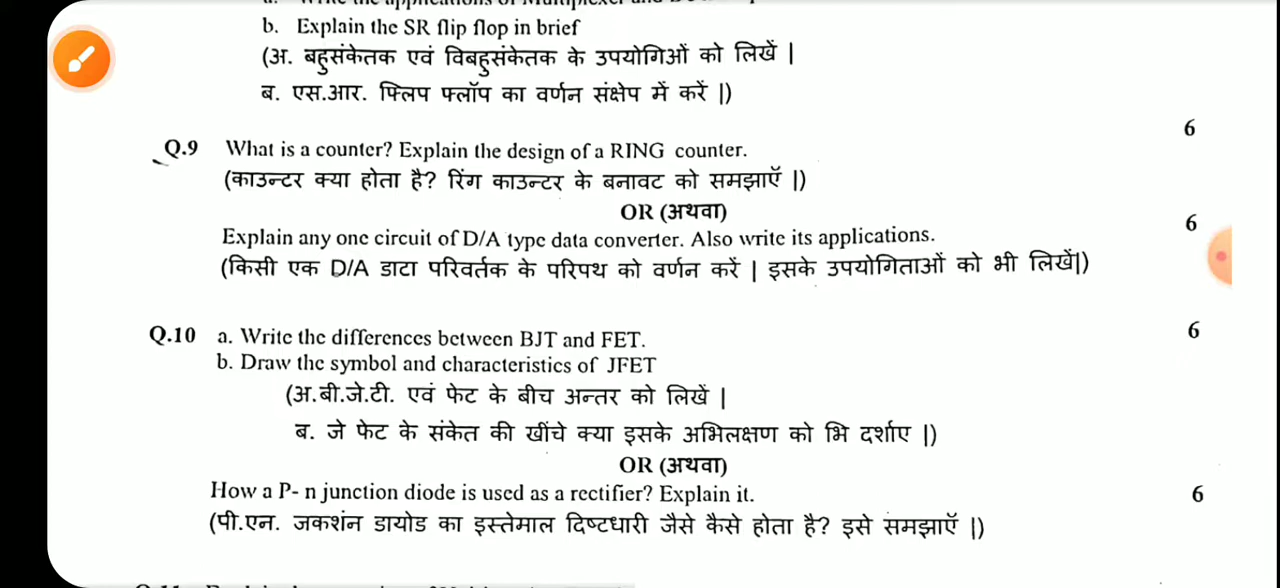 b. Explain the SR flip flop in brief
(अ. बहुसंकेतक एवं विबहुसंकेतक के उपयोगिओं को लिखें |
ब. एस.आर. फ्लिप फ्लॉप का वर्णन संक्षेप में करें |)
6
Q.9 What is a counter? Explain the design of a RING counter.
(काउन्टर क्या होता है? रिंग काउन्टर के बनावट को समझाएँ |)
OR (अथवा)
6
Explain any one circuit of D/A type data converter. Also write its applications.
(किसी एक D/A डाटा परिवर्तक के परिपथ को वर्णन करें | इसके उपयोगिताओं को भी लिखें|)
Q.10 a. Write the differences between BJT and FET. 6
b. Draw the symbol and characteristics of JFET
(अ.बी.जे.टी. एवं फेट के बीच अन्तर को लिखें |
ब. जे फेट के संकेत की खींचे क्या इसके अभिलक्षण को भि दर्शाए |)
OR (अथवा)
How a P- n junction diode is used as a rectifier? Explain it. 6
(पी.एन. जकशंन डायोड का इस्तेमाल दिष्टधारी जैसे कैसे होता है? इसे समझाएँ |)